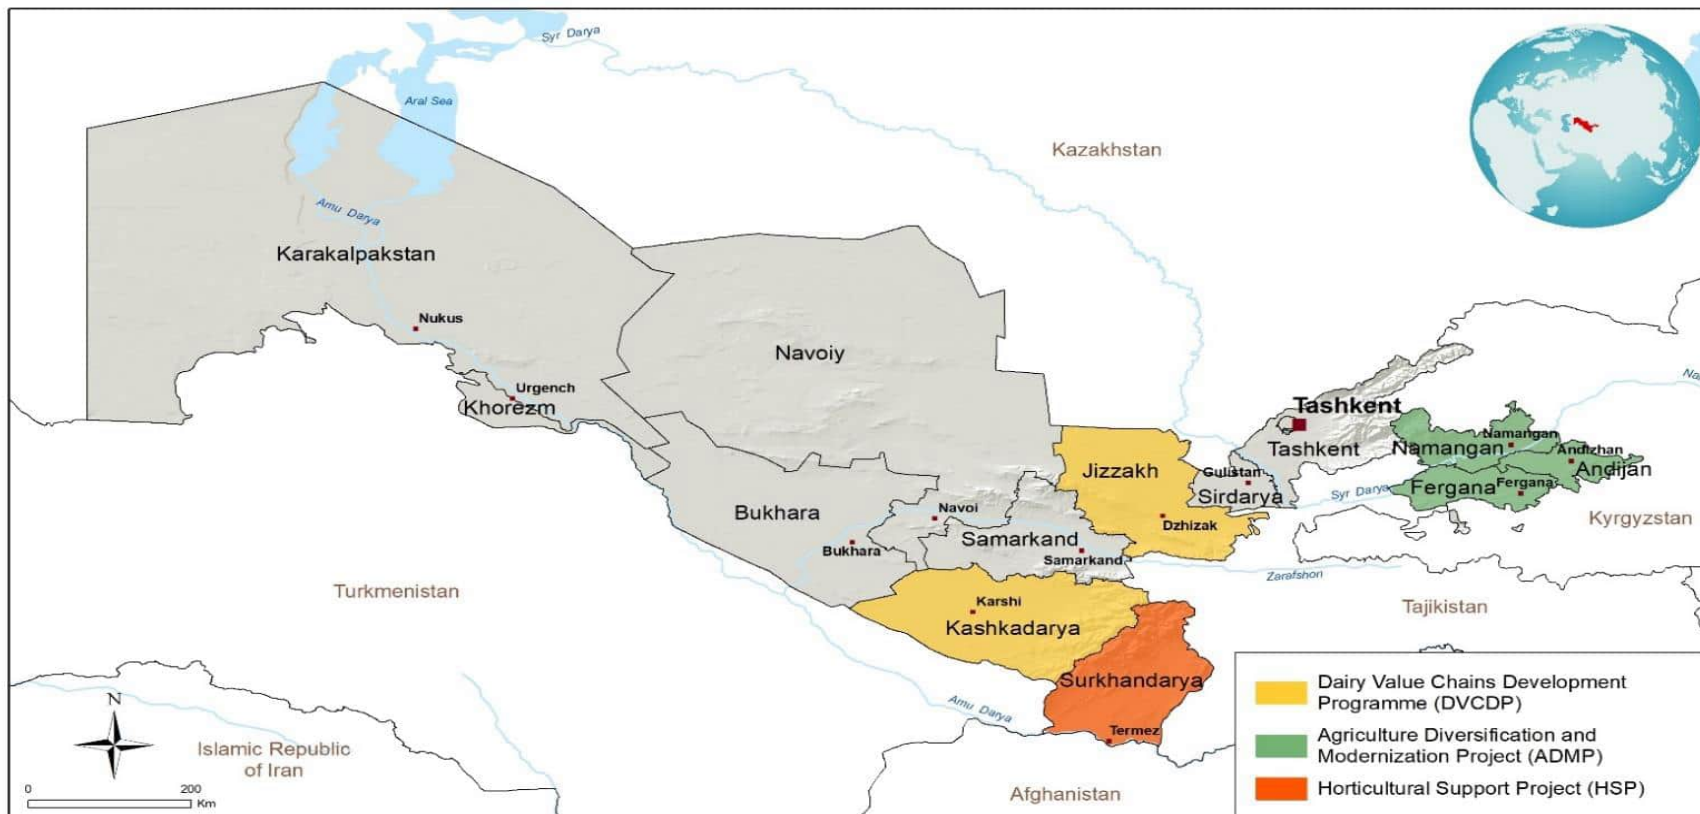 Syr Darya
Aral Sea
Kazakhstan
Amu Darya
Karakalpakstan
Nukus
Navoiy
Urgench
Khorezm
Tashkent
Tashkent
Namangan
Namangan
Andizhan
Andijan
Jizzakh
Gulistan
Sirdarya
Fergana
Fergana
Syr Darya
Kyrgyzstan
Bukhara
Navoi
Dzhizak
Samarkand
Bukhara
Samarkand
Zarafshon
Turkmenistan
Karshi
Kashkadarya
Tajikistan
Surkhandarya
Amu Darya
Termez
N
Islamic Republic
of Iran
Afghanistan
0 200
Km
Dairy Value Chains Development
Programme (DVCDP)
Agriculture Diversification and
Modernization Project (ADMP)
Horticultural Support Project (HSP)